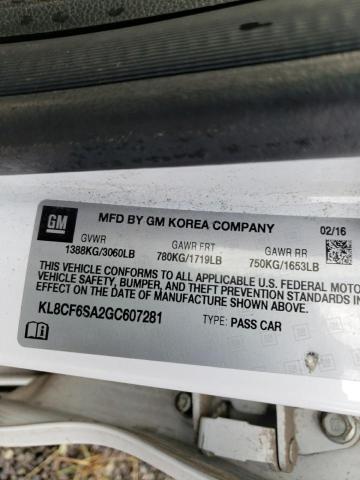 GM
MFD BY GM KOREA COMPANY 02/16
GVWR GAWR FRT GAWR RR
1388KG/3060LB 780KG/1719LB 750KG/1653LB
THIS VEHICLE CONFORMS TO ALL APPLICABLE U.S. FEDERAL MOTO
VEHICLE SAFETY, BUMPER, AND THEFT PREVENTION STANDARDS IN
EFFECT ON THE DATE OF MANUFACTURE SHOWN ABOVE.
KL8CF6SA2GC607281 TYPE: PASS CAR